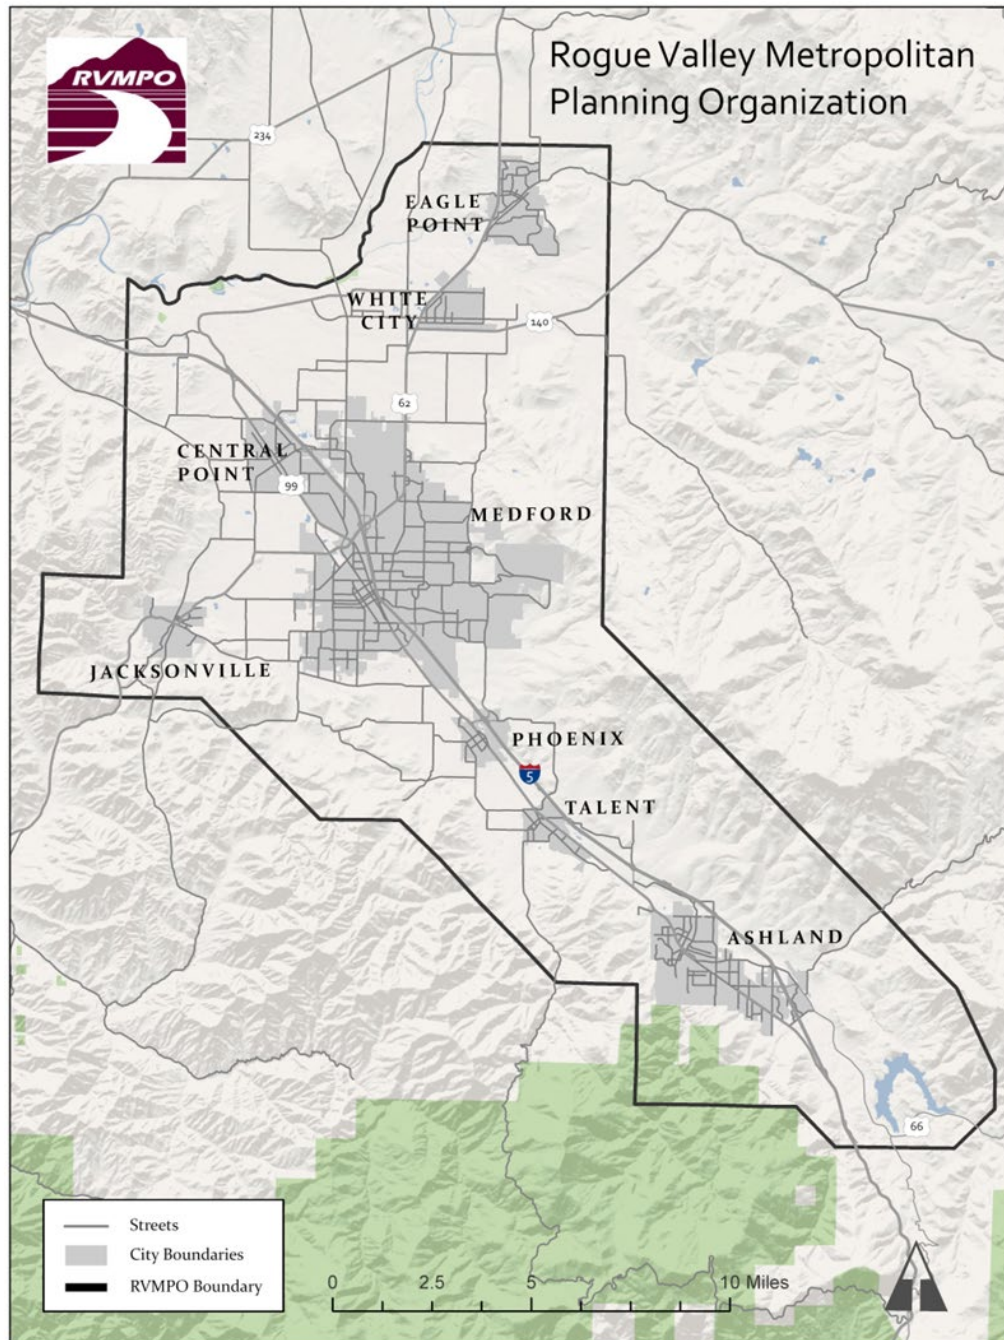 RVMPO
Rogue Valley Metropolitan
Planning Organization
234
EAGLE
POINT
WHITE
CITY
140
62
CENTRAL
POINT
99
MEDFORD
JACKSONVILLE
PHOENIX
5
TALENT
ASHLAND
66
Streets
City Boundaries
RVMPO Boundary
0 2.5 5 10 Miles